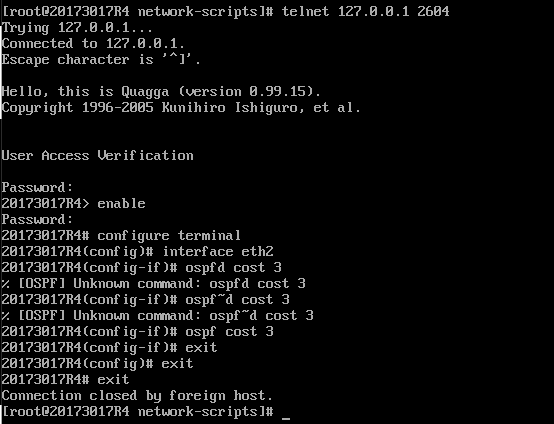 [root@20173017R4 network-scripts]# telnet 127.0.0.1 2604
Trying 127.0.0.1...
Connected to 127.0.0.1.
Escape character is '^]'.
Hello, this is Quagga (version 0.99.15).
Copyright 1996-2005 Kunihiro Ishiguro, et al.
User Access Verification
Password:
20173017R4> enable
Password:
20173017R4# configure terminal
20173017R4(config)# interface eth2
20173017R4(config-if)# ospfd cost 3
% [OSPF] Unknown command: ospfd cost 3
20173017R4(config-if)# ospf~d cost 3
% [OSPF] Unknown command: ospf~d cost 3
20173017R4(config-if)# ospf cost 3
20173017R4(config-if)# exit
20173017R4(config)# exit
20173017R4# exit
Connection closed by foreign host.
[root@20173017R4 network-scripts]# _